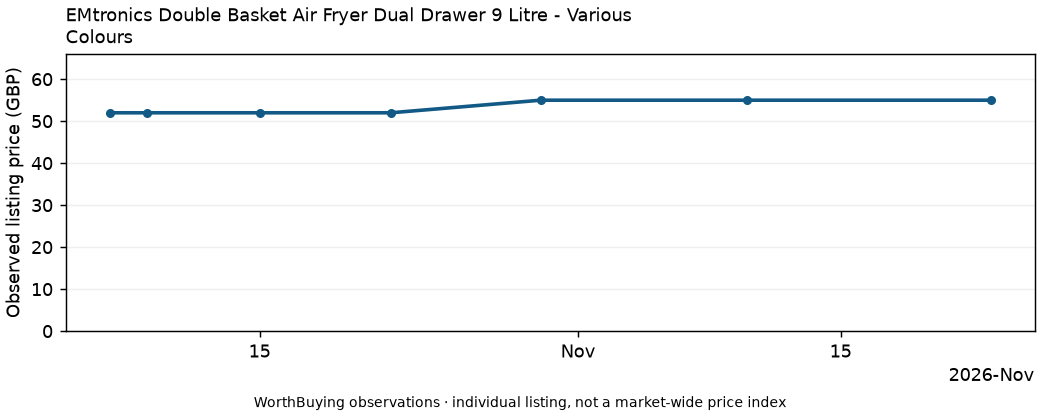 EMtronics Double Basket Air Fryer Dual Drawer 9 Litre - Various
Colours
Observed listing price (GBP)
60
50
40
30
20
10
0
15
Nov
15
2026-Nov
WorthBuying observations · individual listing, not a market-wide price index